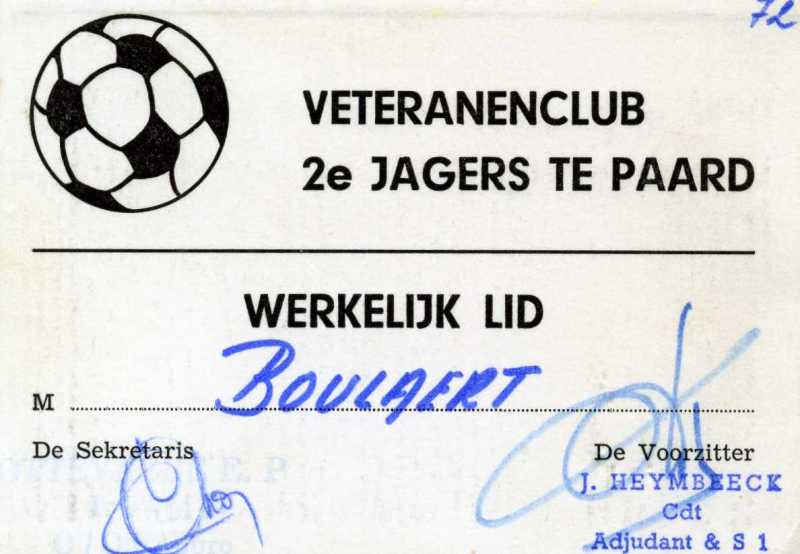 72
VETERANENCLUB
2e JAGERS TE PAARD
WERKELIJK LID
M BOULAERT
De Sekretaris
De Voorzitter
J. HEYMBEECK
Cdt
Adjudant & S 1